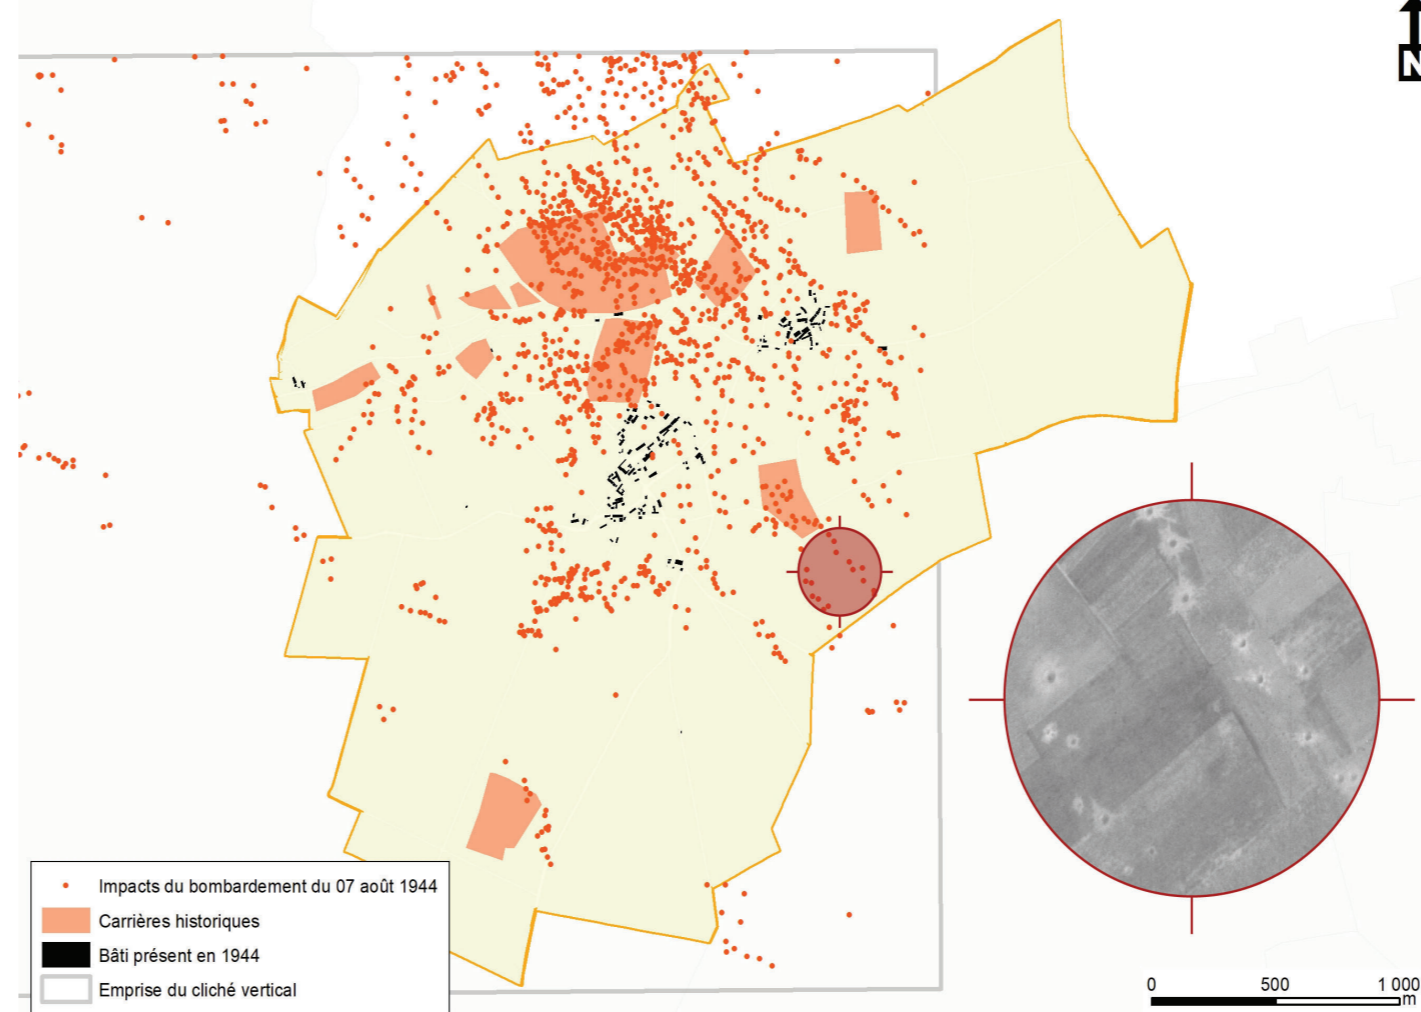 N
Impacts du bombardement du 07 août 1944
Carrières historiques
Bâti présent en 1944
Emprise du cliché vertical
0 500 1 000
m